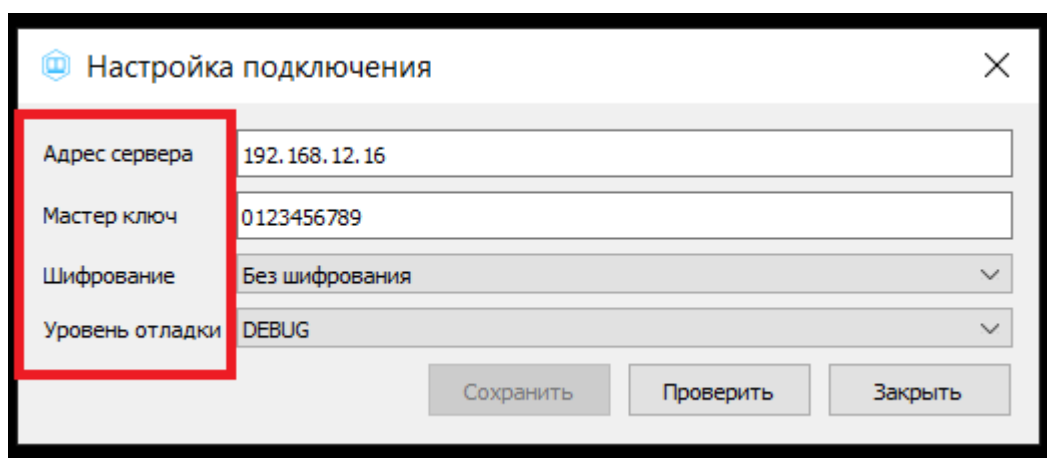 Настройка подключения
Адрес сервера 192.168.12.16
Мастер ключ 0123456789
Шифрование Без шифрования
Уровень отладки DEBUG
Сохранить Проверить Закрыть